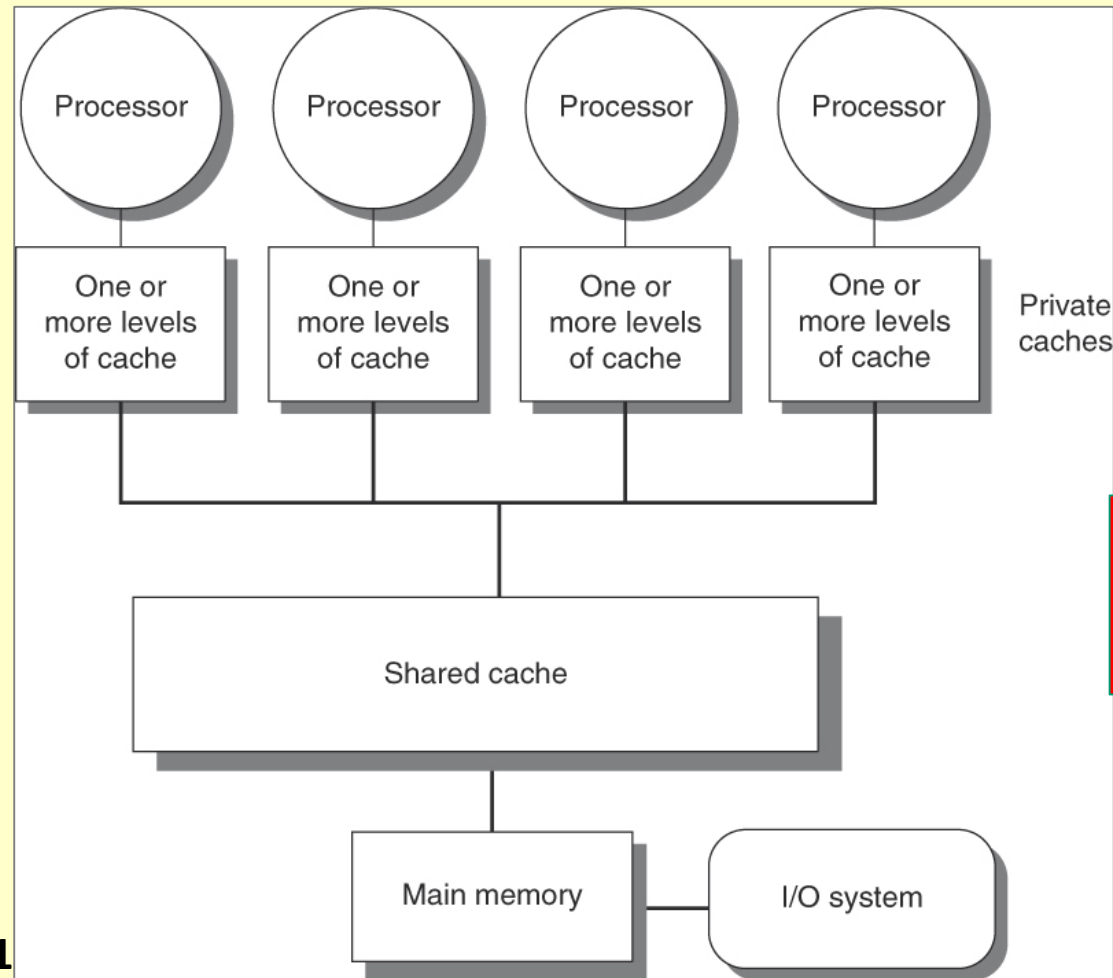 Processor
Processor
Processor
Processor
One or
more levels
of cache
One or
more levels
of cache
One or
more levels
of cache
One or
more levels
of cache
Private
caches
Shared cache
Main memory
I/O system
1